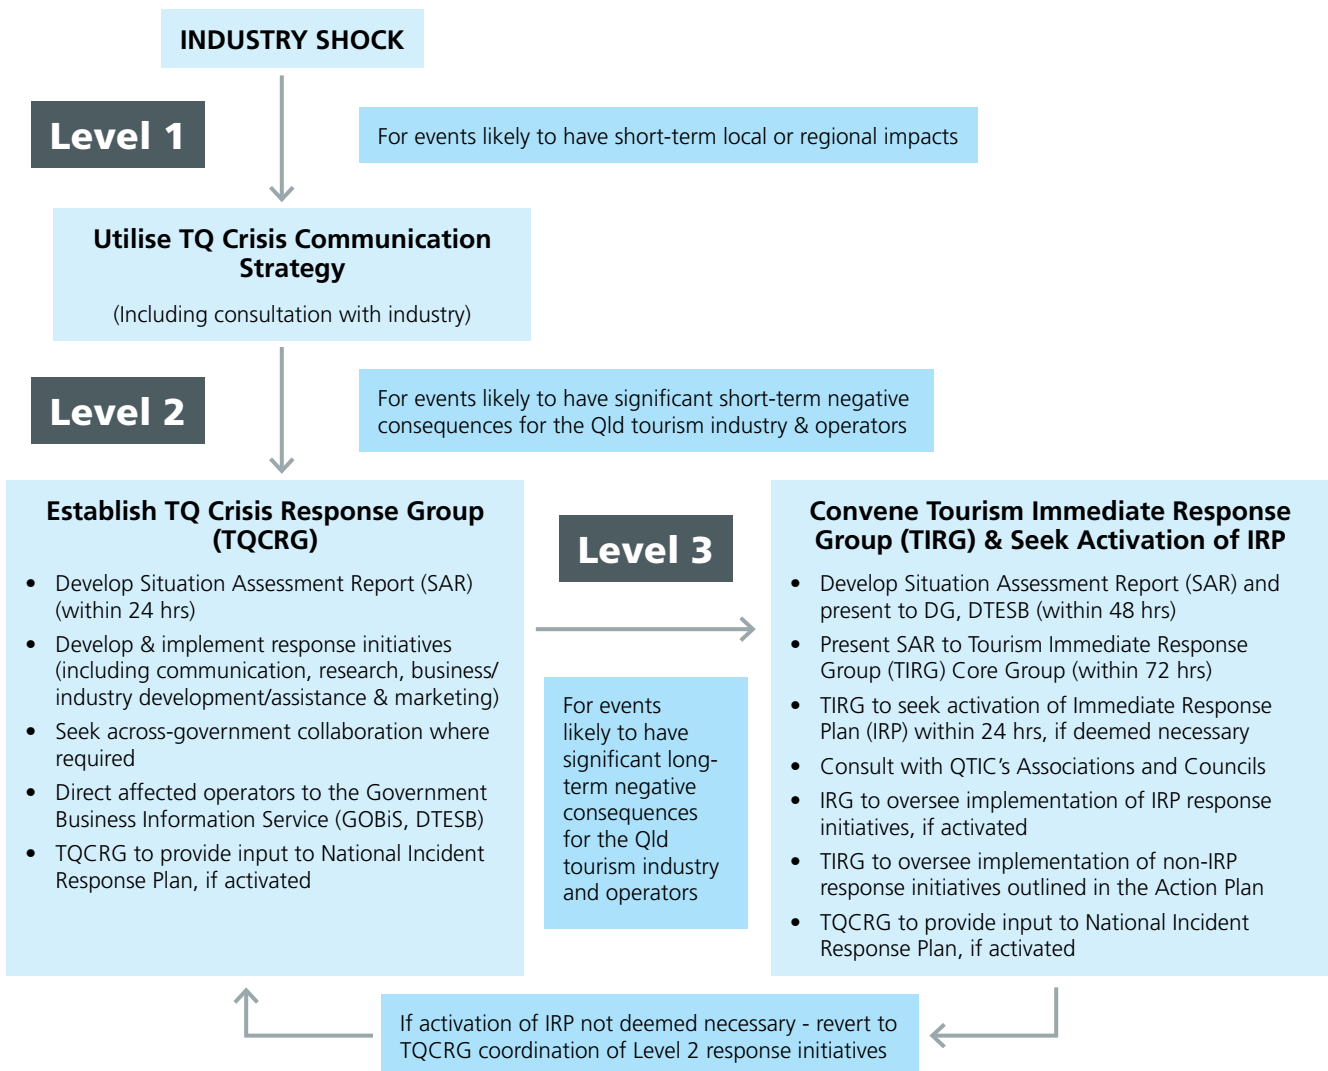 INDUSTRY SHOCK
Level 1
For events likely to have short-term local or regional impacts
Utilise TQ Crisis Communication
Strategy
(Including consultation with industry)
Level 2
For events likely to have significant short-term negative
consequences for the Qld tourism industry & operators
Establish TQ Crisis Response Group
(TQCRG)
• Develop Situation Assessment Report (SAR)
(within 24 hrs)
• Develop & implement response initiatives
(including communication, research, business/
industry development/assistance & marketing)
• Seek across-government collaboration where
required
• Direct affected operators to the Government
Business Information Service (GOBiS, DTESB)
• TQCRG to provide input to National Incident
Response Plan, if activated
Level 3
For events
likely to have
significant long-
term negative
consequences
for the Qld
tourism industry
and operators
Convene Tourism Immediate Response
Group (TIRG) & Seek Activation of IRP
• Develop Situation Assessment Report (SAR) and
present to DG, DTESB (within 48 hrs)
• Present SAR to Tourism Immediate Response
Group (TIRG) Core Group (within 72 hrs)
• TIRG to seek activation of Immediate Response
Plan (IRP) within 24 hrs, if deemed necessary
• Consult with QTIC’s Associations and Councils
• IRG to oversee implementation of IRP response
initiatives, if activated
• TIRG to oversee implementation of non-IRP
response initiatives outlined in the Action Plan
• TQCRG to provide input to National Incident
Response Plan, if activated
If activation of IRP not deemed necessary - revert to
TQCRG coordination of Level 2 response initiatives